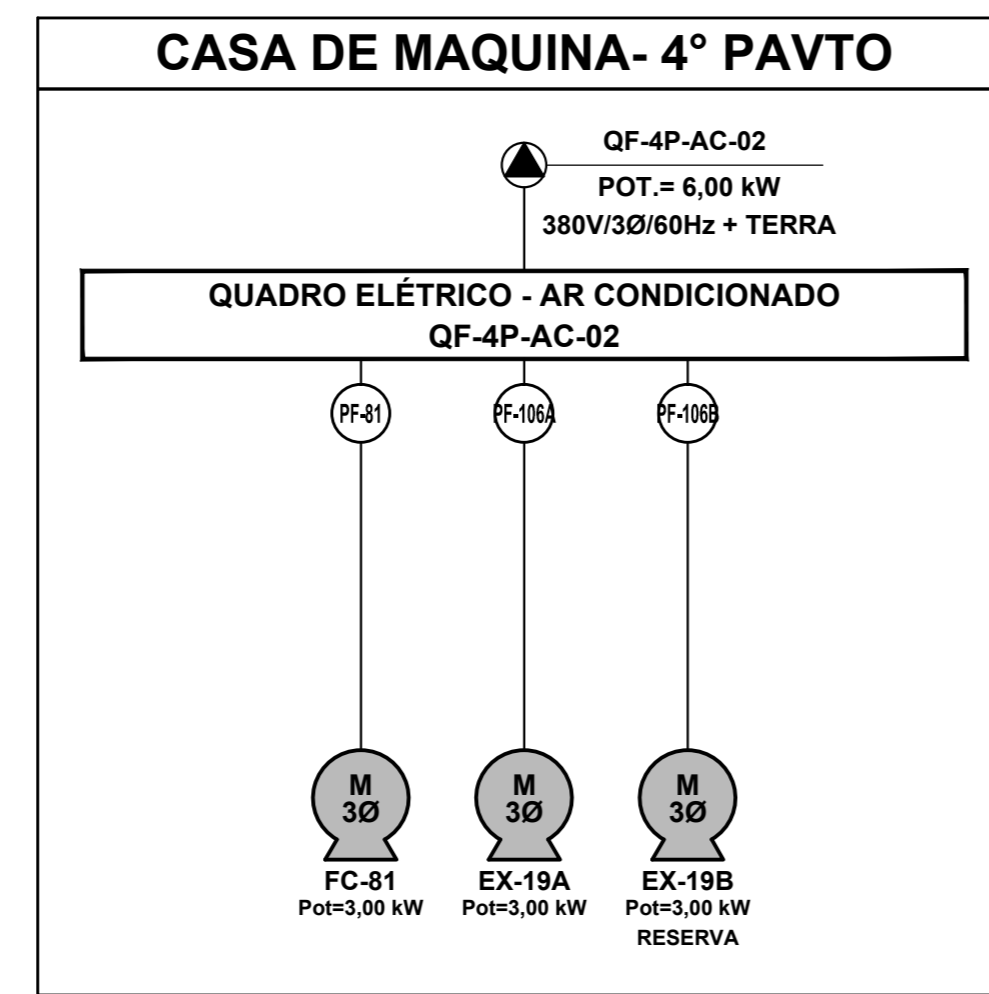 CASA DE MAQUINA- 4° PAVTO
QF-4P-AC-02
POT.= 6,00 kW
380V/3Ø/60Hz + TERRA
QUADRO ELÉTRICO - AR CONDICIONADO
QF-4P-AC-02
PF-81
PF-106A
PF-106B
M
3Ø
M
3Ø
M
3Ø
FC-81
Pot=3,00 kW
EX-19A
Pot=3,00 kW
EX-19B
Pot=3,00 kW
RESERVA